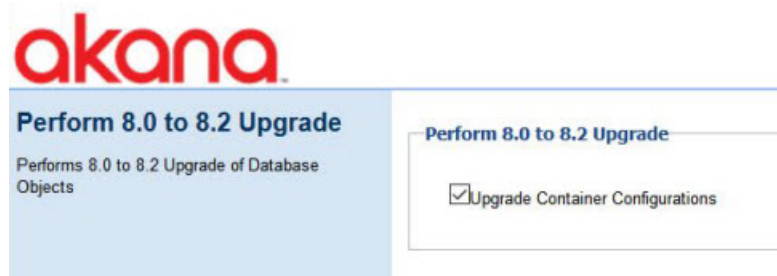 akana
Perform 8.0 to 8.2 Upgrade
Performs 8.0 to 8.2 Upgrade of Database
Objects
Perform 8.0 to 8.2 Upgrade
Upgrade Container Configurations